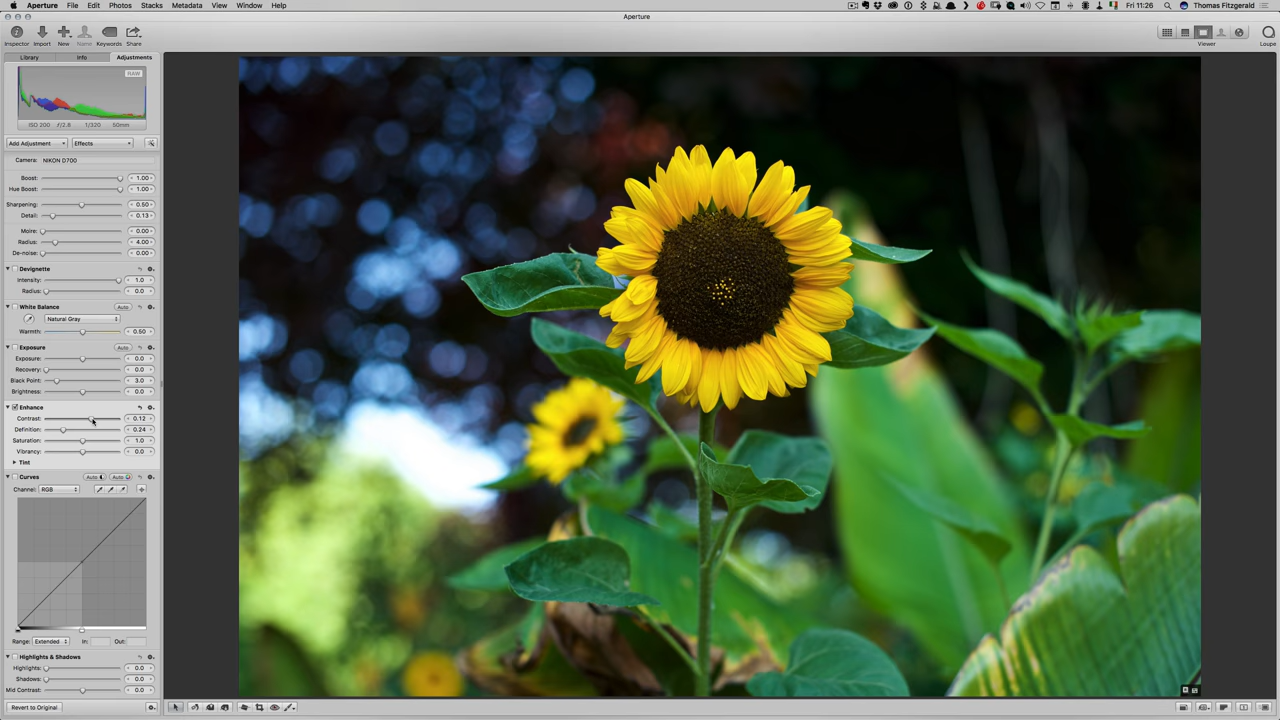 Aperture File Edit Photos Stacks Metadata View Window Help Fri 11:26 Thomas Fitzgerald
Aperture
Inspector Import New Name Keywords Share Viewer Loupe
Library Info Adjustments
RAW
ISO 200 ƒ/2.8 1/320 50mm
Add Adjustment Effects
Camera: NIKON D700
Boost: 1.00
Hue Boost: 1.00
Sharpening: 0.50
Detail: 0.13
Moire: 0.00
Radius: 4.00
De-noise: 0.00
Devignette
Intensity: 1.0
Radius: 0.0
White Balance Auto
Natural Gray
Warmth: 0.50
Exposure Auto
Exposure: 0.0
Recovery: 0.0
Black Point: 3.0
Brightness: 0.0
Enhance
Contrast: 0.12
Definition: 0.24
Saturation: 1.0
Vibrancy: 0.0
Tint
Curves Auto Auto
Channel: RGB
Range: Extended In: Out:
Highlights & Shadows
Highlights: 0.0
Shadows: 0.0
Mid Contrast: 0.0
Revert to Original